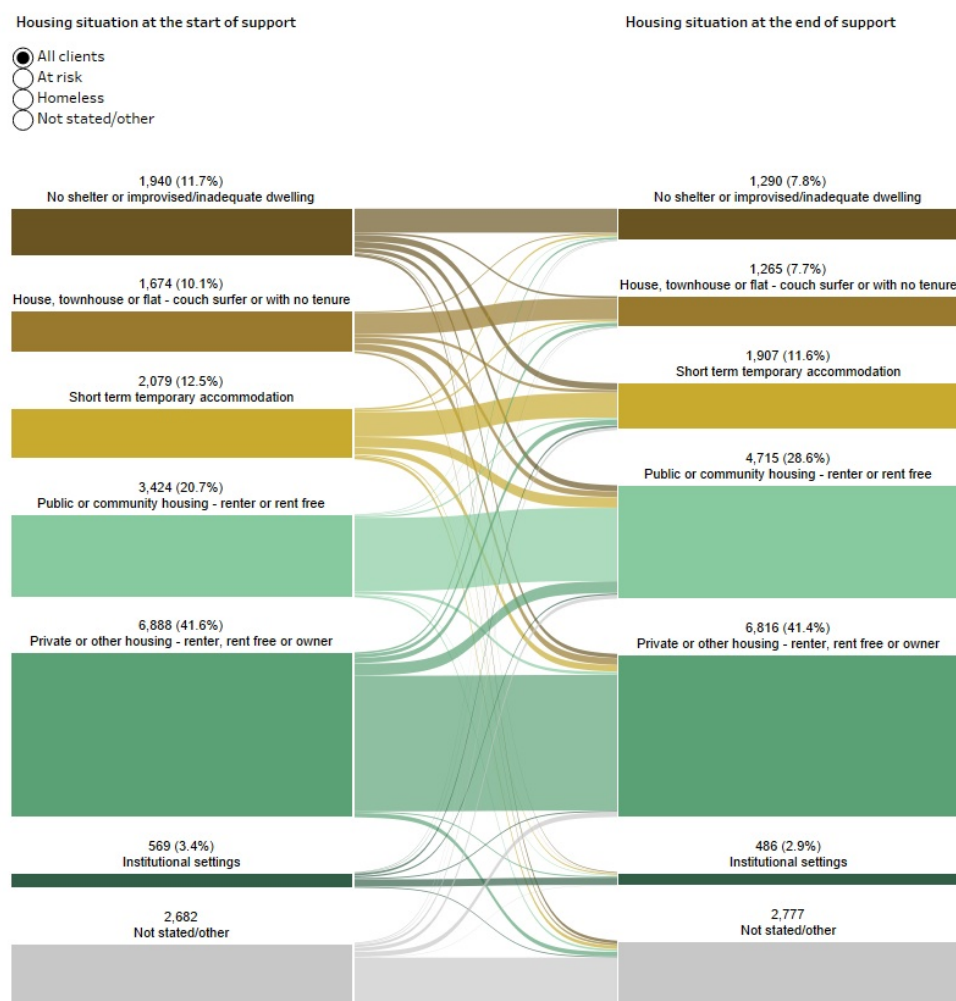 Housing situation at the start of support
Housing situation at the end of support
All clients
At risk
Homeless
Not stated/other
1,940 (11.7%)
No shelter or improvised/inadequate dwelling
1,674 (10.1%)
House, townhouse or flat - couch surfer or with no tenure
2,079 (12.5%)
Short term temporary accommodation
3,424 (20.7%)
Public or community housing - renter or rent free
6,888 (41.6%)
Private or other housing - renter, rent free or owner
569 (3.4%)
Institutional settings
2,682
Not stated/other
1,290 (7.8%)
No shelter or improvised/inadequate dwelling
1,265 (7.7%)
House, townhouse or flat - couch surfer or with no tenure
1,907 (11.6%)
Short term temporary accommodation
4,715 (28.6%)
Public or community housing - renter or rent free
6,816 (41.4%)
Private or other housing - renter, rent free or owner
486 (2.9%)
Institutional settings
2,777
Not stated/other